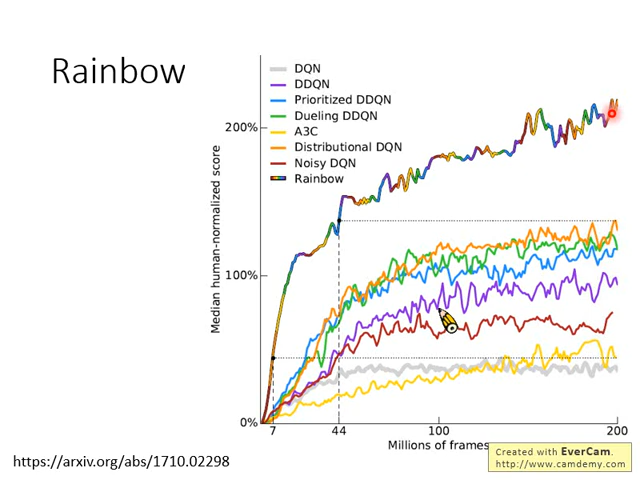 Rainbow
DQN
DDQN
Prioritized DDQN
Dueling DDQN
A3C
Distributional DQN
Noisy DQN
Rainbow
200%
100%
0%
Median human-normalized score
7 44 100 200
Millions of frames
https://arxiv.org/abs/1710.02298
Created with EverCam.
http://www.camdemy.com